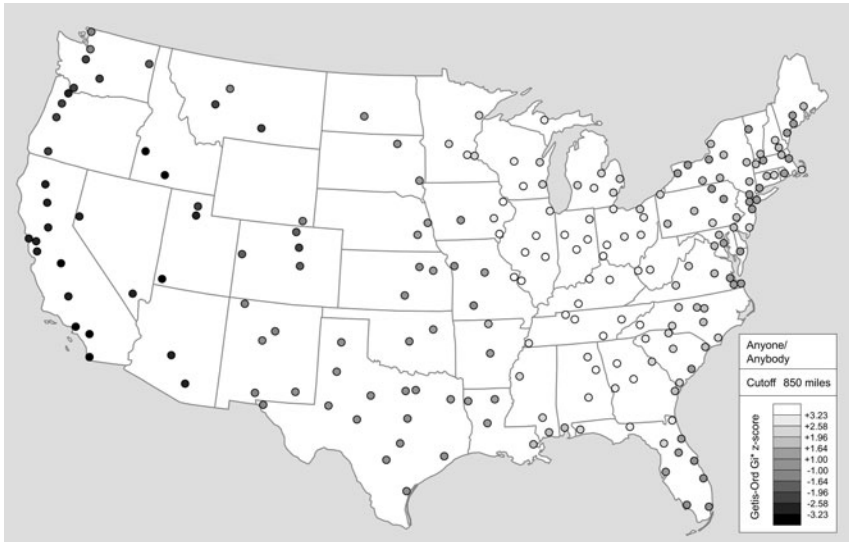 Anyone/
Anybody
Cutoff 850 miles
Getis-Ord Gi* z-score
+3.23
+2.58
+1.96
+1.64
+1.00
-1.00
-1.64
-1.96
-2.58
-3.23